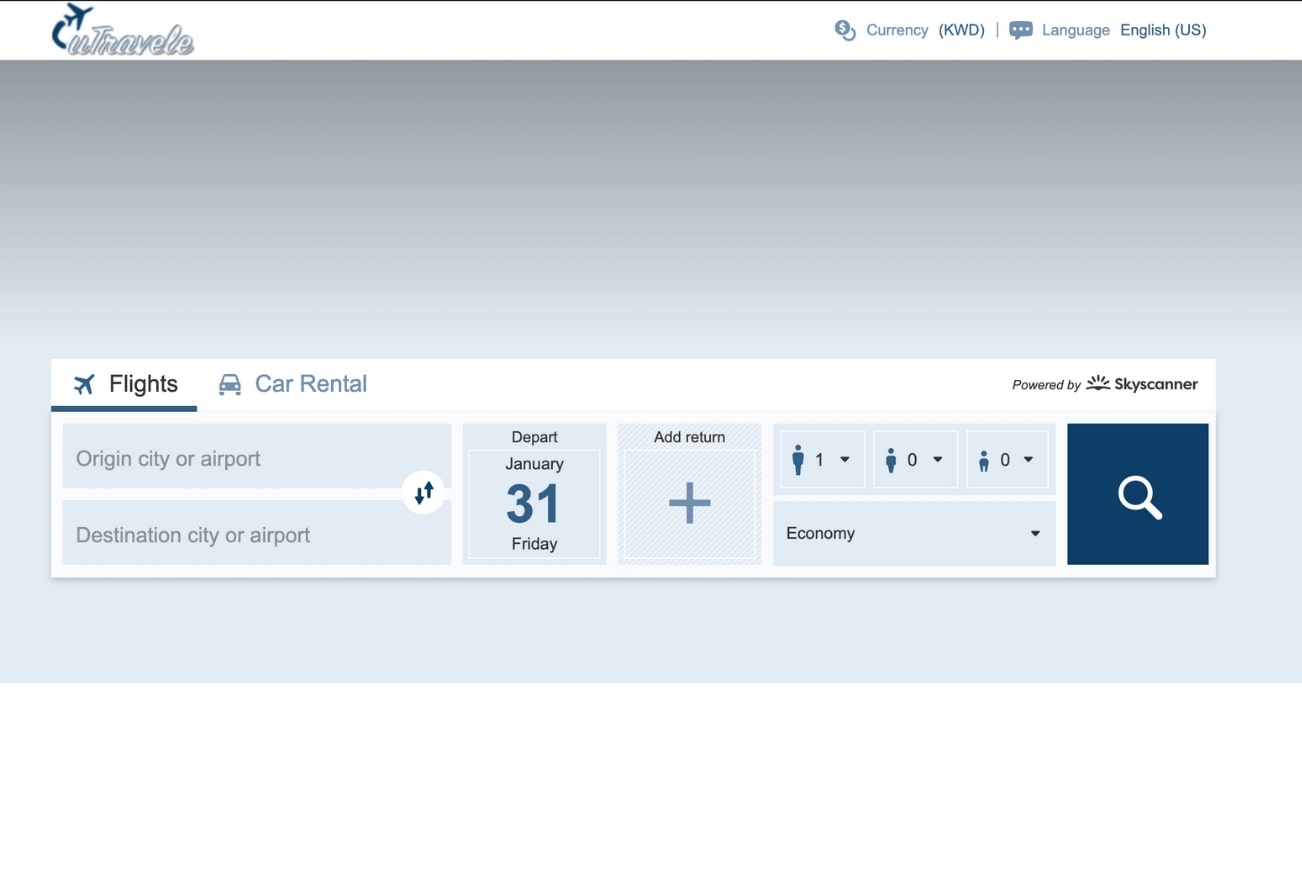 uTravele
Currency (KWD) | Language English (US)
Flights Car Rental
Powered by Skyscanner
Origin city or airport
Destination city or airport
Depart
January
31
Friday
Add return
1 0 0
Economy